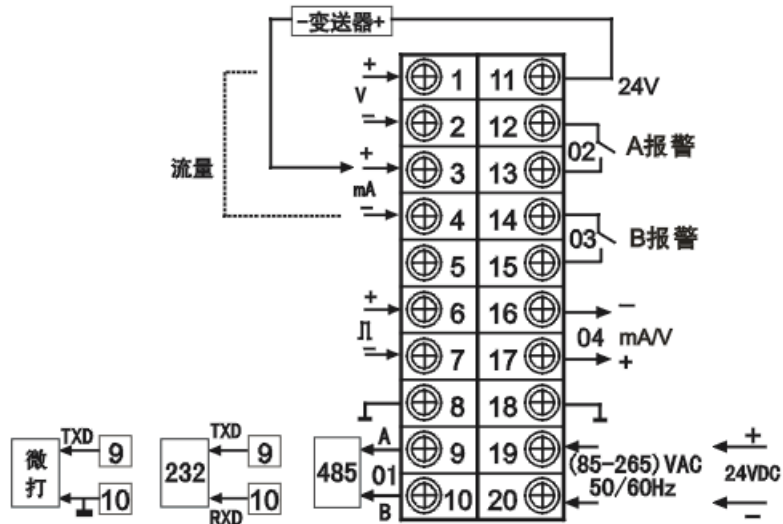 -变送器+
+ 1 11 24V
V
- 2 12
02 A报警
流量
+ 3 13
mA
- 4 14
03 B报警
5 15
+ 6 16 -
04 mA/V
- 7 17 +
8 18
微打 TXD 9 10
232 TXD 9 RXD 10
485 A 01 B
9 19
10 20
(85-265)VAC
50/60Hz
+
24VDC
-